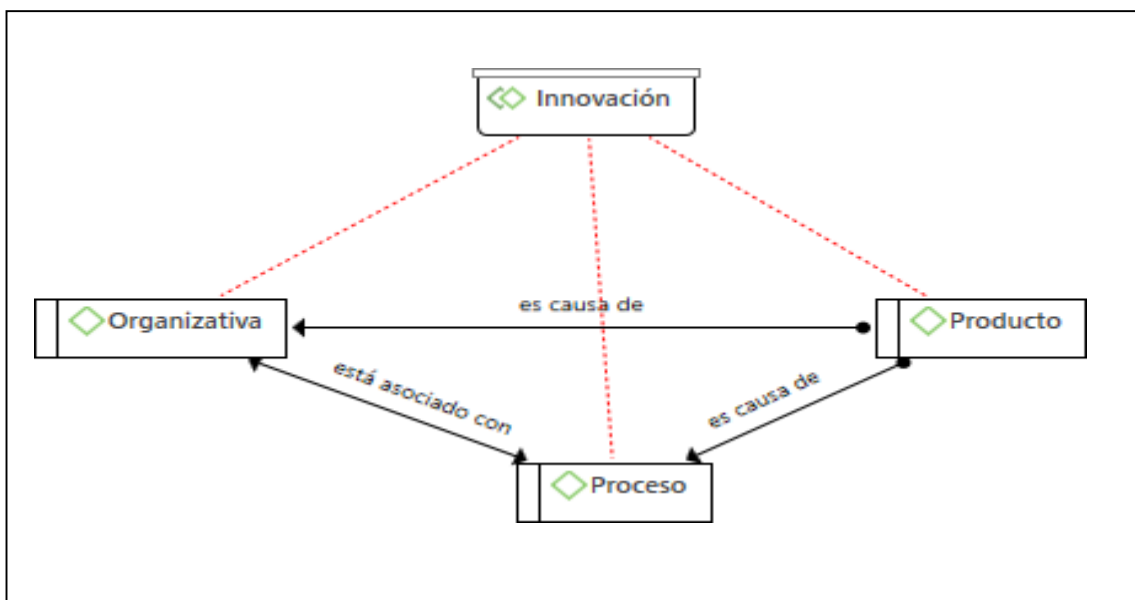 Innovación
es causa de
Organizativa
Producto
está asociado con
es causa de
Proceso